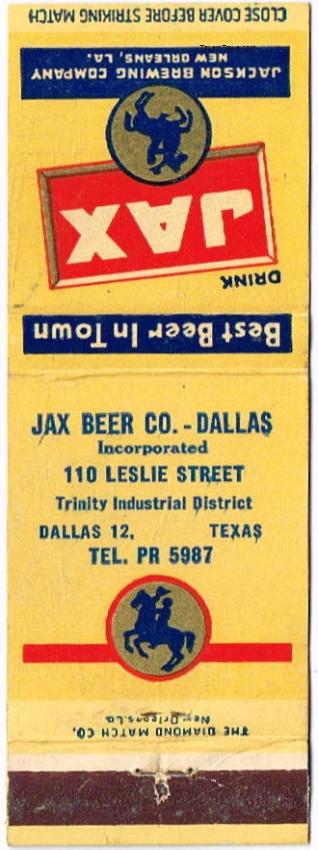 CLOSE COVER BEFORE STRIKING MATCH
JACKSON BREWING COMPANY
NEW ORLEANS, LA.
JAX
DRINK
Best Beer In Town
JAX BEER CO. - DALLAS
Incorporated
110 LESLIE STREET
Trinity Industrial District
DALLAS 12, TEXAS
TEL. PR 5987
THE DIAMOND MATCH CO.
New Orleans, La.